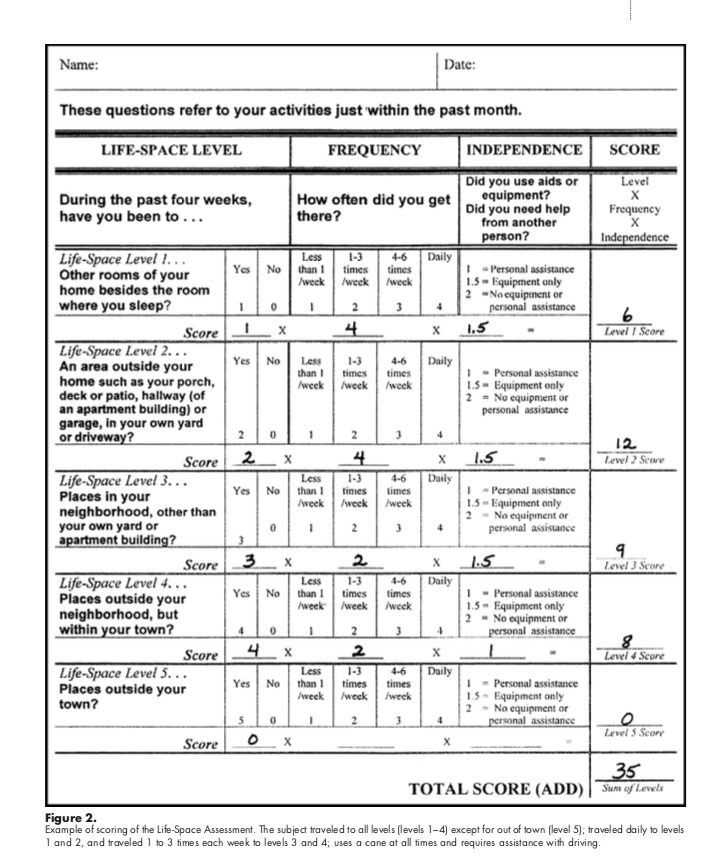 Name:
Date:
These questions refer to your activities just within the past month.
LIFE-SPACE LEVEL FREQUENCY INDEPENDENCE SCORE
During the past four weeks,
have you been to . . .
How often did you get
there?
Did you use aids or
equipment?
Did you need help
from another
person?
Level
X
Frequency
X
Independence
Life-Space Level 1. . .
Other rooms of your
home besides the room
where you sleep?
Yes No
1 0
Less than 1 /week 1-3 times /week 4-6 times /week Daily
1 2 3 4
1 = Personal assistance
1.5 = Equipment only
2 = No equipment or
personal assistance
Score 1 X 4 X 1.5 = 6
Level 1 Score
Life-Space Level 2. . .
An area outside your
home such as your porch,
deck or patio, hallway (of
an apartment building) or
garage, in your own yard
or driveway?
Yes No
2 0
Less than 1 /week 1-3 times /week 4-6 times /week Daily
1 2 3 4
1 = Personal assistance
1.5 = Equipment only
2 = No equipment or
personal assistance
Score 2 X 4 X 1.5 = 12
Level 2 Score
Life-Space Level 3. . .
Places in your
neighborhood, other than
your own yard or
apartment building?
Yes No
3 0
Less than 1 /week 1-3 times /week 4-6 times /week Daily
1 2 3 4
1 = Personal assistance
1.5 = Equipment only
2 = No equipment or
personal assistance
Score 3 X 2 X 1.5 = 9
Level 3 Score
Life-Space Level 4. . .
Places outside your
neighborhood, but
within your town?
Yes No
4 0
Less than 1 /week 1-3 times /week 4-6 times /week Daily
1 2 3 4
1 = Personal assistance
1.5 = Equipment only
2 = No equipment or
personal assistance
Score 4 X 2 X 1 = 8
Level 4 Score
Life-Space Level 5. . .
Places outside your
town?
Yes No
5 0
Less than 1 /week 1-3 times /week 4-6 times /week Daily
1 2 3 4
1 = Personal assistance
1.5 = Equipment only
2 = No equipment or
personal assistance
Score 0 X X = 0
Level 5 Score
TOTAL SCORE (ADD) 35
Sum of Levels
Figure 2.
Example of scoring of the Life-Space Assessment. The subject traveled to all levels (levels 1–4) except for out of town (level 5); traveled daily to levels
1 and 2, and traveled 1 to 3 times each week to levels 3 and 4; uses a cane at all times and requires assistance with driving.